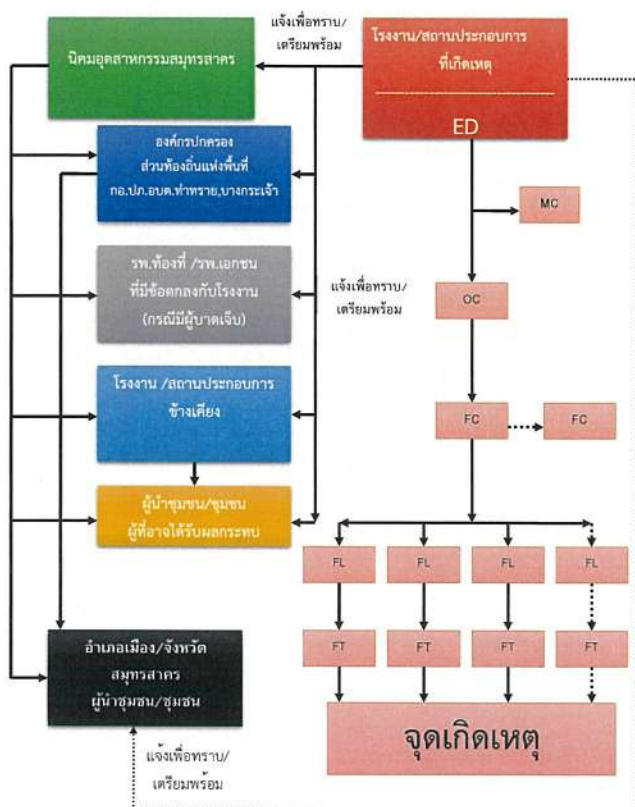 แจ้งเพื่อทราบ/
เตรียมพร้อม
นิคมอุตสาหกรรมสมุทรสาคร
โรงงาน/สถานประกอบการ
ที่เกิดเหตุ
ED
องค์กรปกครอง
ส่วนท้องถิ่นแห่งพื้นที่
กอ.ปภ.อบต.ท่าทราย,บางกระเจ้า
MC
รพ.ท้องที่ /รพ.เอกชน
ที่มีข้อตกลงกับโรงงาน
(กรณีมีผู้บาดเจ็บ)
แจ้งเพื่อทราบ/
เตรียมพร้อม
OC
โรงงาน /สถานประกอบการ
ข้างเคียง
FC
FC
ผู้นำชุมชน/ชุมชน
ผู้ที่อาจได้รับผลกระทบ
FL
FL
FL
FL
FT
FT
FT
FT
อำเภอเมือง/จังหวัด
สมุทรสาคร
ผู้นำชุมชน/ชุมชน
จุดเกิดเหตุ
แจ้งเพื่อทราบ/
เตรียมพร้อม